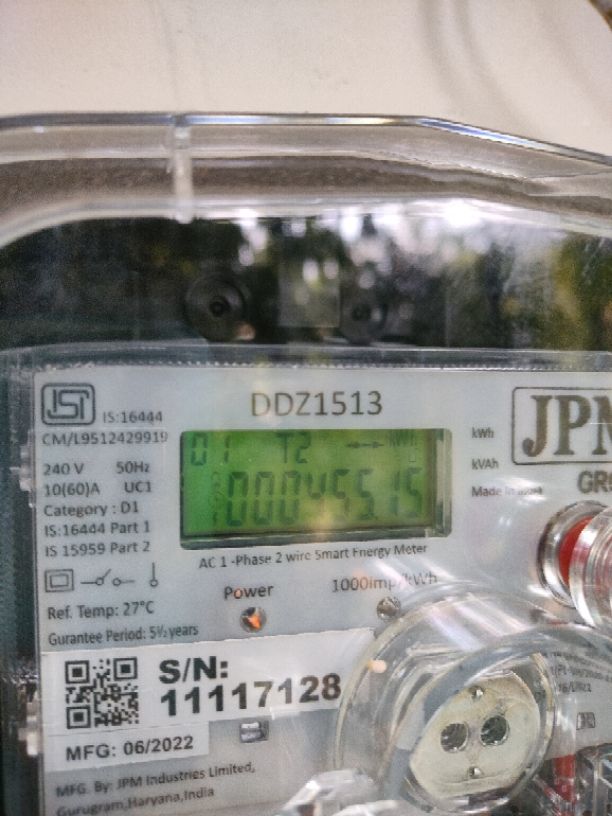 DDZ1513
IS:16444
CM/L9512429919
240 V 50Hz
10(60)A UC1
Category : D1
IS:16444 Part 1
IS 15959 Part 2
Ref. Temp: 27°C
Gurantee Period: 5½ years
01 T2 kWh
000455.15
AC 1 -Phase 2 wire Smart Energy Meter
Power 1000imp/kWh
kWh
kVAh
Made in
JPM
GR
S/N:
11117128
MFG: 06/2022
MFG. By: JPM Industries Limited,
Gurugram,Haryana,India